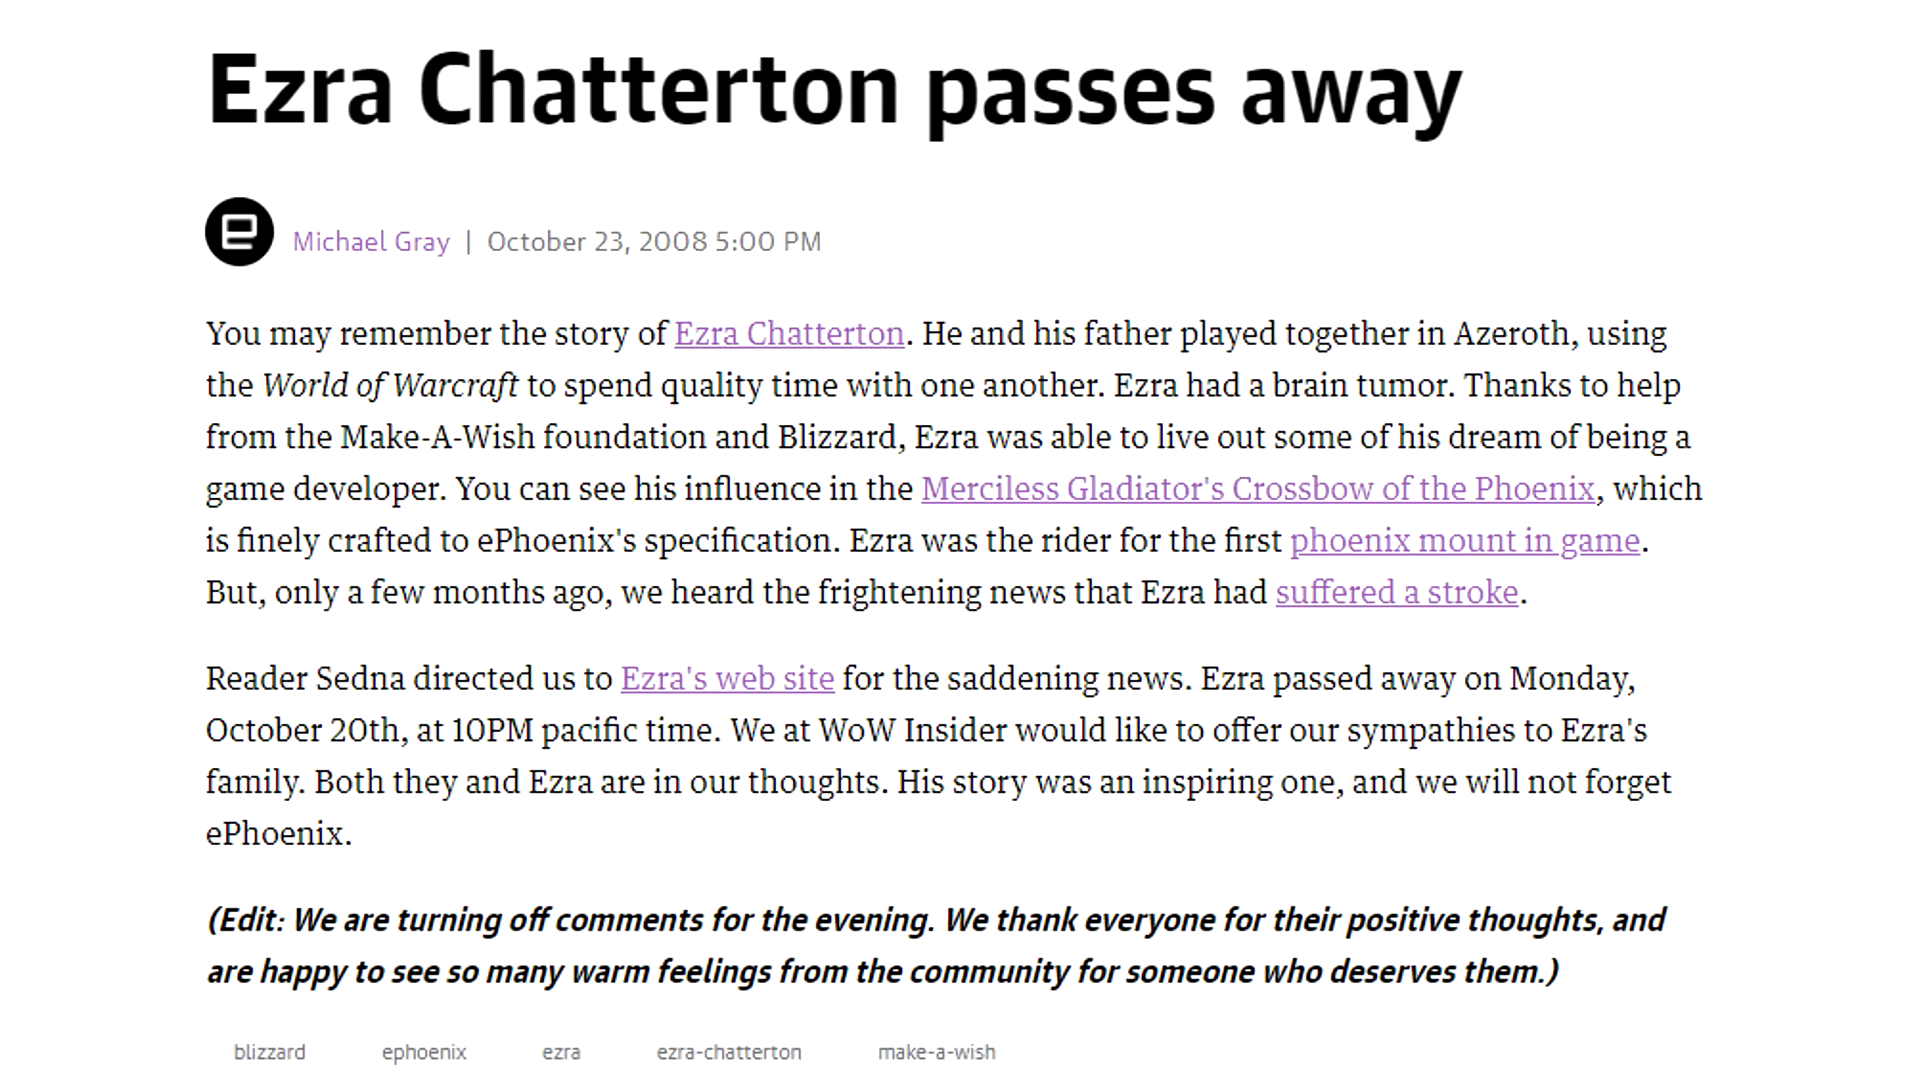 Ezra Chatterton passes away
Michael Gray | October 23, 2008 5:00 PM
You may remember the story of Ezra Chatterton. He and his father played together in Azeroth, using
the World of Warcraft to spend quality time with one another. Ezra had a brain tumor. Thanks to help
from the Make-A-Wish foundation and Blizzard, Ezra was able to live out some of his dream of being a
game developer. You can see his influence in the Merciless Gladiator's Crossbow of the Phoenix, which
is finely crafted to ePhoenix's specification. Ezra was the rider for the first phoenix mount in game.
But, only a few months ago, we heard the frightening news that Ezra had suffered a stroke.
Reader Sedna directed us to Ezra's web site for the saddening news. Ezra passed away on Monday,
October 20th, at 10PM pacific time. We at WoW Insider would like to offer our sympathies to Ezra's
family. Both they and Ezra are in our thoughts. His story was an inspiring one, and we will not forget
ePhoenix.
(Edit: We are turning off comments for the evening. We thank everyone for their positive thoughts, and
are happy to see so many warm feelings from the community for someone who deserves them.)
blizzard ephoenix ezra ezra-chatterton make-a-wish